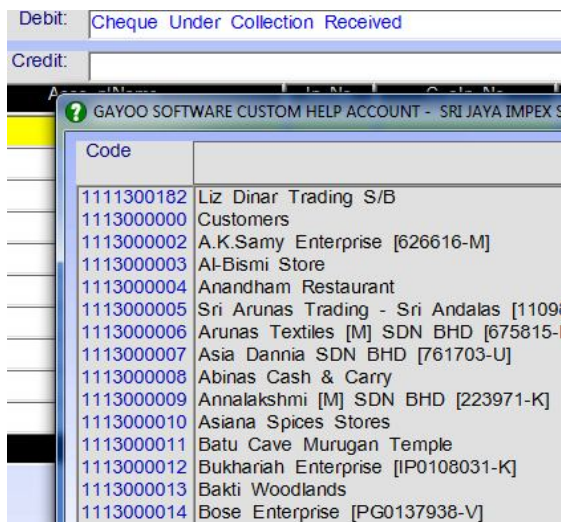 Debit: Cheque Under Collection Received
Credit:
GAYOO SOFTWARE CUSTOM HELP ACCOUNT - SRI JAYA IMPEX S
Code
1111300182 Liz Dinar Trading S/B
1113000000 Customers
1113000002 A.K.Samy Enterprise [626616-M]
1113000003 Al-Bismi Store
1113000004 Anandham Restaurant
1113000005 Sri Arunas Trading - Sri Andalas [11098
1113000006 Arunas Textiles [M] SDN BHD [675815-
1113000007 Asia Dannia SDN BHD [761703-U]
1113000008 Abinas Cash & Carry
1113000009 Annalakshmi [M] SDN BHD [223971-K]
1113000010 Asiana Spices Stores
1113000011 Batu Cave Murugan Temple
1113000012 Bukhariah Enterprise [IP0108031-K]
1113000013 Bakti Woodlands
1113000014 Bose Enterprise [PG0137938-V]